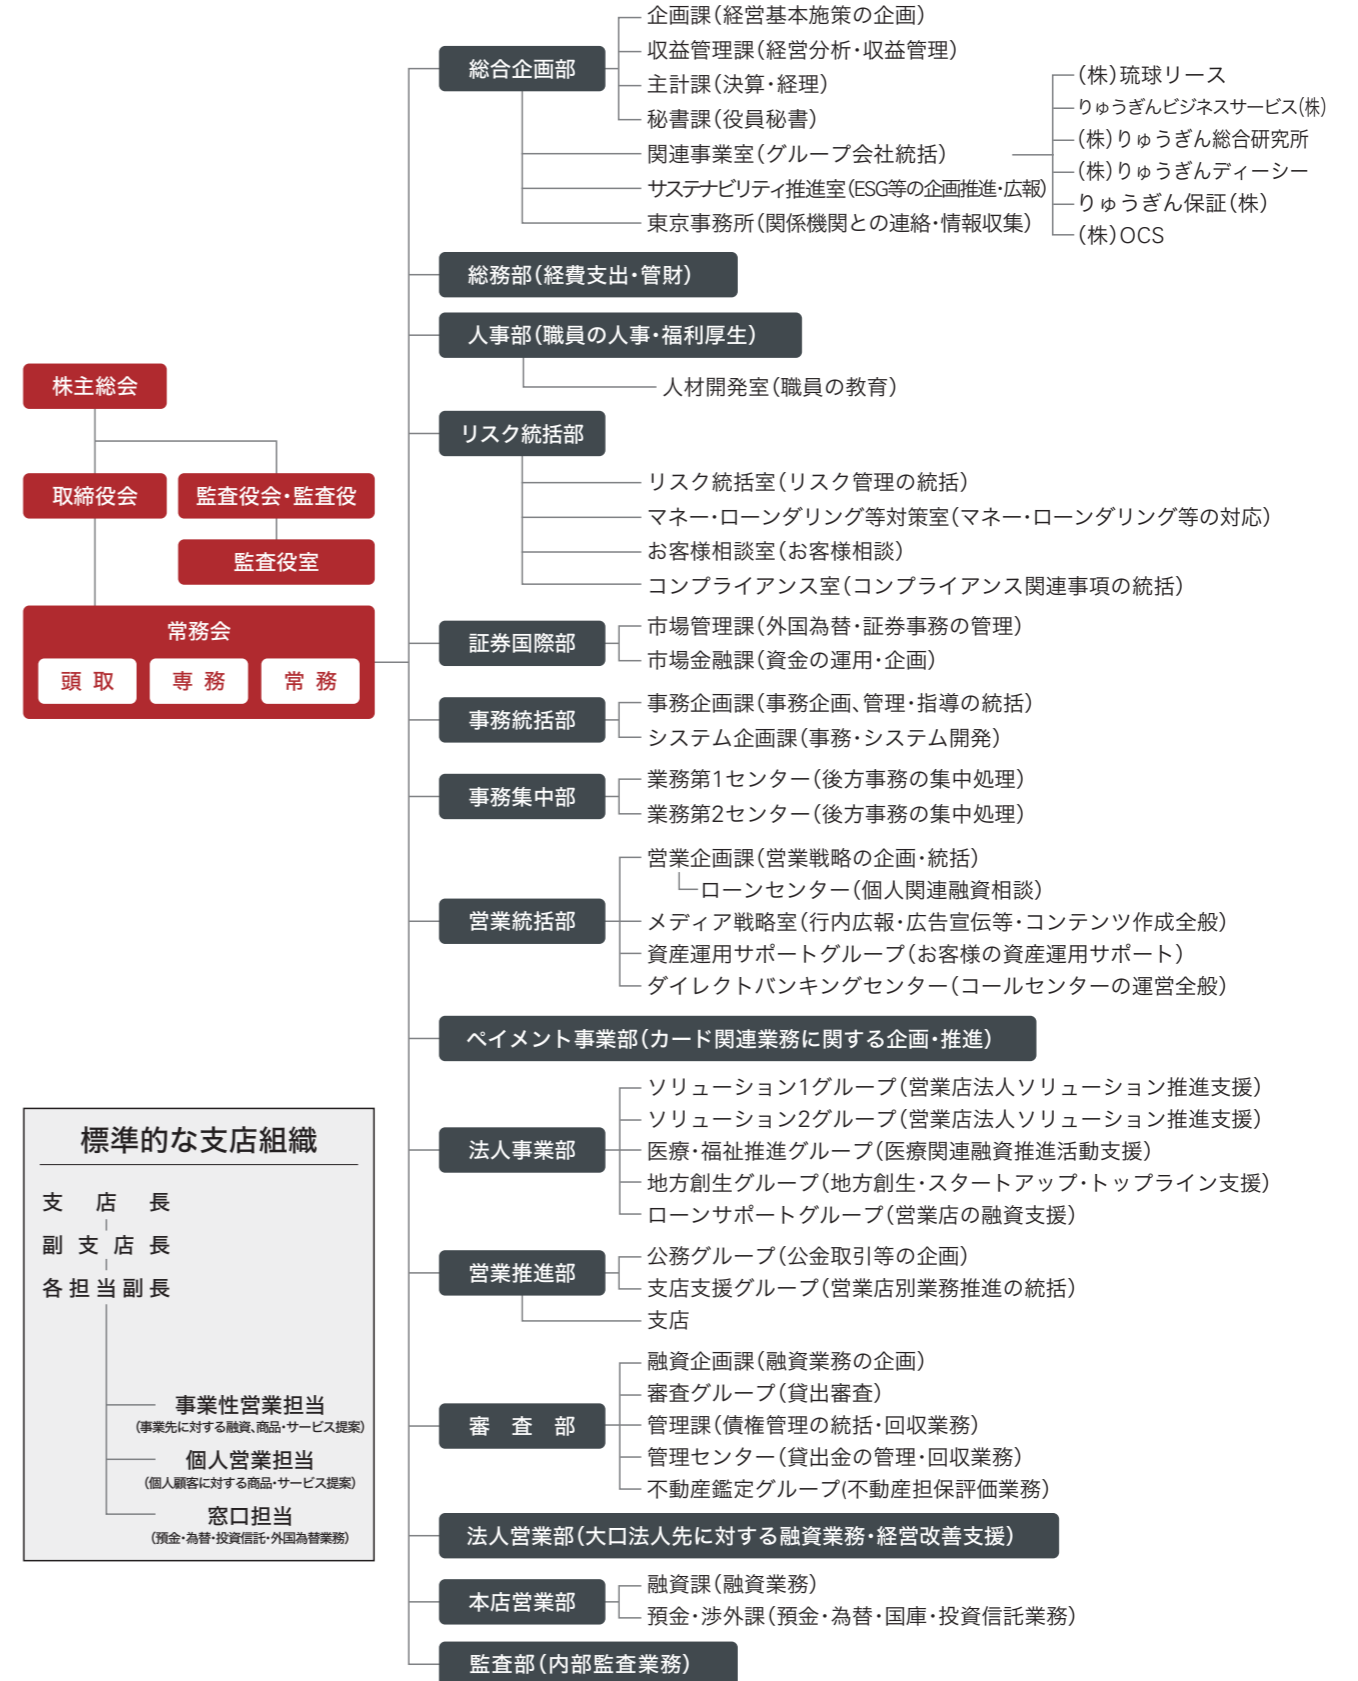 株主総会
取締役会
監査役会・監査役
監査役室
常務会
頭取
専務
常務
総合企画部
企画課(経営基本施策の企画)
収益管理課(経営分析・収益管理)
主計課(決算・経理)
秘書課(役員秘書)
関連事業室(グループ会社統括)
(株)琉球リース
りゅうぎんビジネスサービス(株)
(株)りゅうぎん総合研究所
(株)りゅうぎんディーシー
りゅうぎん保証(株)
(株)OCS
サステナビリティ推進室(ESG等の企画推進・広報)
東京事務所(関係機関との連絡・情報収集)
総務部(経費支出・管財)
人事部(職員の人事・福利厚生)
人材開発室(職員の教育)
リスク統括部
リスク統括室(リスク管理の統括)
マネー・ローンダリング等対策室(マネー・ローンダリング等の対応)
お客様相談室(お客様相談)
コンプライアンス室(コンプライアンス関連事項の統括)
証券国際部
市場管理課(外国為替・証券事務の管理)
市場金融課(資金の運用・企画)
事務統括部
事務企画課(事務企画、管理・指導の統括)
システム企画課(事務・システム開発)
事務集中部
業務第1センター(後方事務の集中処理)
業務第2センター(後方事務の集中処理)
営業統括部
営業企画課(営業戦略の企画・統括)
ローンセンター(個人関連融資相談)
メディア戦略室(行内広報・広告宣伝等・コンテンツ作成全般)
資産運用サポートグループ(お客様の資産運用サポート)
ダイレクトバンキングセンター(コールセンターの運営全般)
ペイメント事業部(カード関連業務に関する企画・推進)
法人事業部
ソリューション1グループ(営業店法人ソリューション推進支援)
ソリューション2グループ(営業店法人ソリューション推進支援)
医療・福祉推進グループ(医療関連融資推進活動支援)
地方創生グループ(地方創生・スタートアップ・トップライン支援)
ローンサポートグループ(営業店の融資支援)
営業推進部
公務グループ(公金取引等の企画)
支店支援グループ(営業店別業務推進の統括)
支店
審査部
融資企画課(融資業務の企画)
審査グループ(貸出審査)
管理課(債権管理の統括・回収業務)
管理センター(貸出金の管理・回収業務)
不動産鑑定グループ(不動産担保評価業務)
法人営業部(大口法人先に対する融資業務・経営改善支援)
本店営業部
融資課(融資業務)
預金・渉外課(預金・為替・国庫・投資信託業務)
監査部(内部監査業務)
標準的な支店組織
支店長
副支店長
各担当副長
事業性営業担当
(事業先に対する融資、商品・サービス提案)
個人営業担当
(個人顧客に対する商品・サービス提案)
窓口担当
(預金・為替・投資信託・外国為替業務)